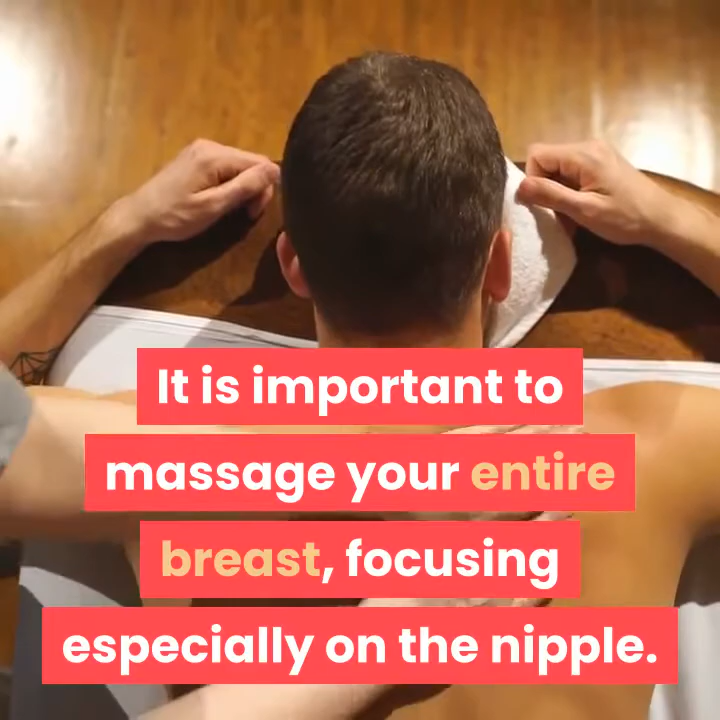 It is important to
massage your entire
breast, focusing
especially on the nipple.